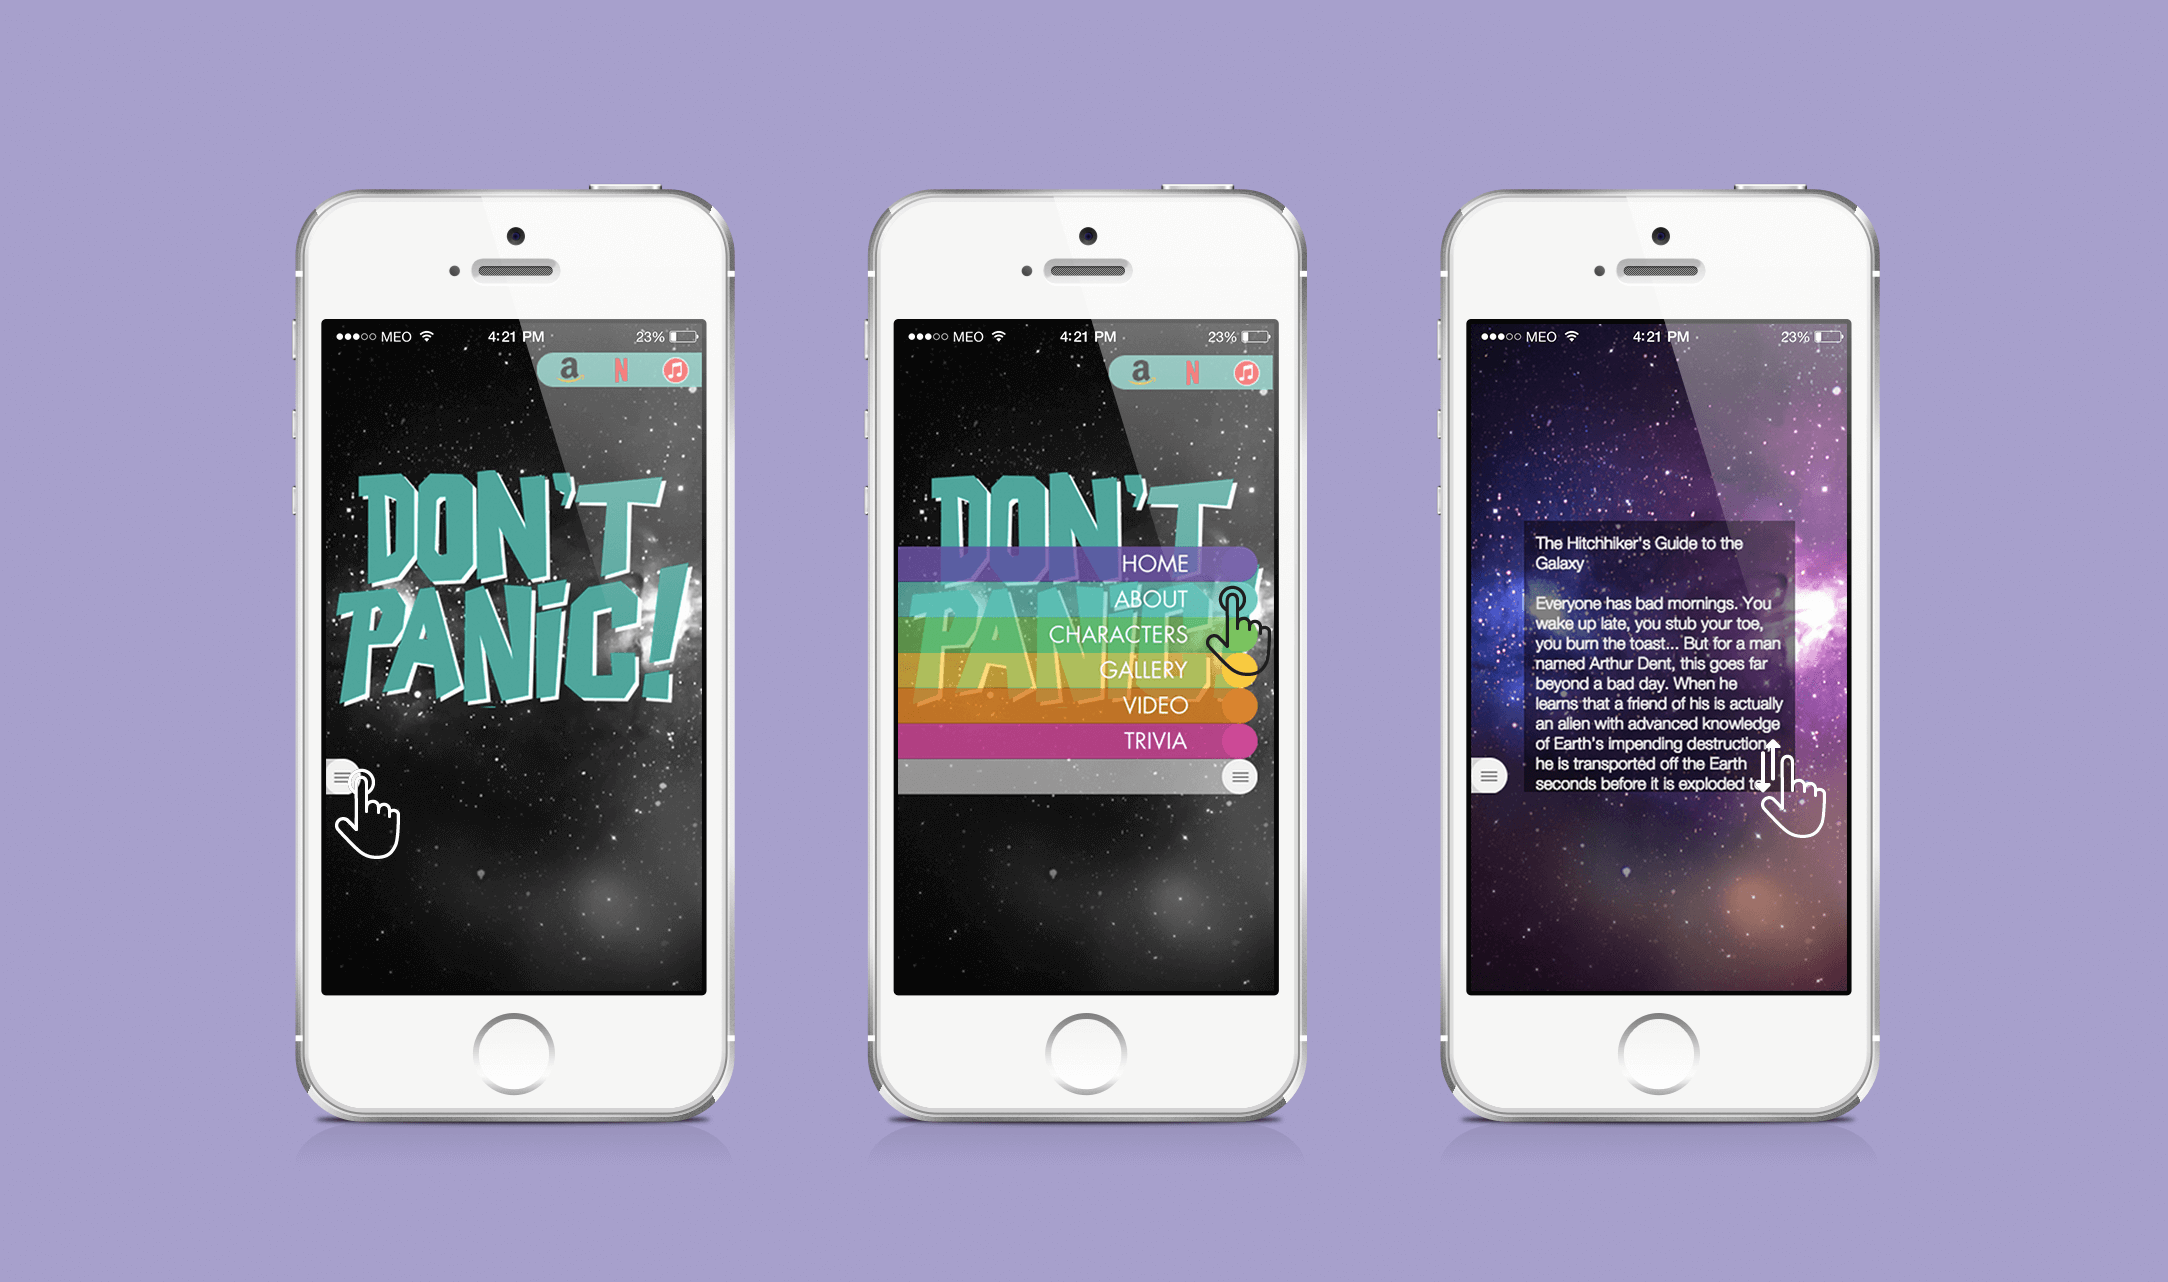 MEO 4:21 PM 23%
a N
DON'T
PANiC!
MEO 4:21 PM 23%
a N
DON'T
PANiC!
HOME
ABOUT
CHARACTERS
GALLERY
VIDEO
TRIVIA
MEO 4:21 PM 23%
The Hitchhiker's Guide to the
Galaxy
Everyone has bad mornings. You
wake up late, you stub your toe,
you burn the toast... But for a man
named Arthur Dent, this goes far
beyond a bad day. When he
learns that a friend of his is actually
an alien with advanced knowledge
of Earth's impending destruction,
he is transported off the Earth
seconds before it is exploded to